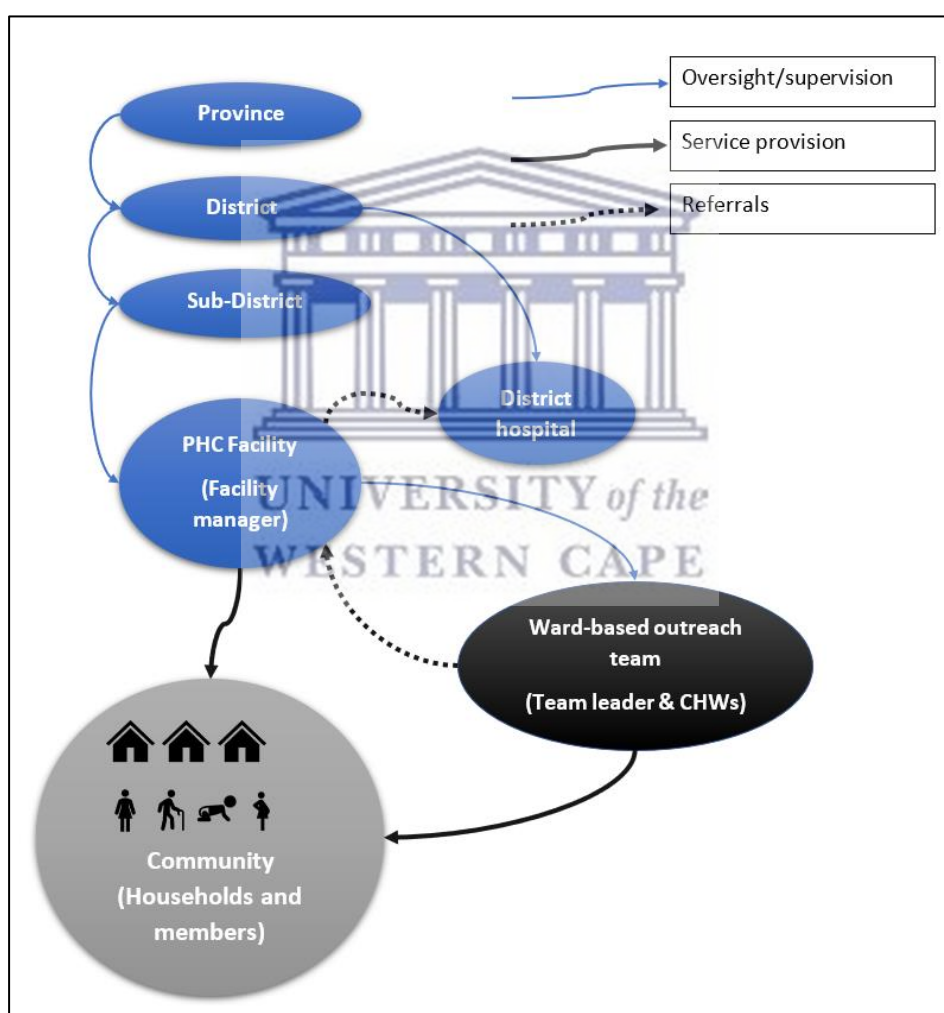 Province
Oversight/supervision
Service provision
District
Referrals
Sub-District
District
hospital
PHC Facility
(Facility
manager)
UNIVERSITY of the
WESTERN CAPE
Ward-based outreach
team
(Team leader & CHWs)
Community
(Households and
members)